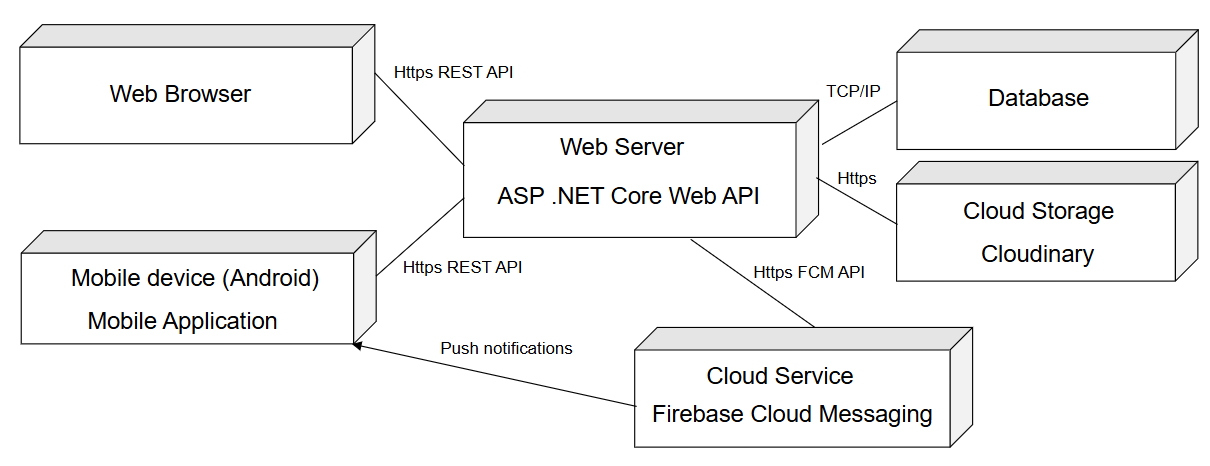 Web Browser
Https REST API
Web Server
ASP .NET Core Web API
TCP/IP
Database
Https
Cloud Storage
Cloudinary
Mobile device (Android)
Mobile Application
Https REST API
Https FCM API
Push notifications
Cloud Service
Firebase Cloud Messaging